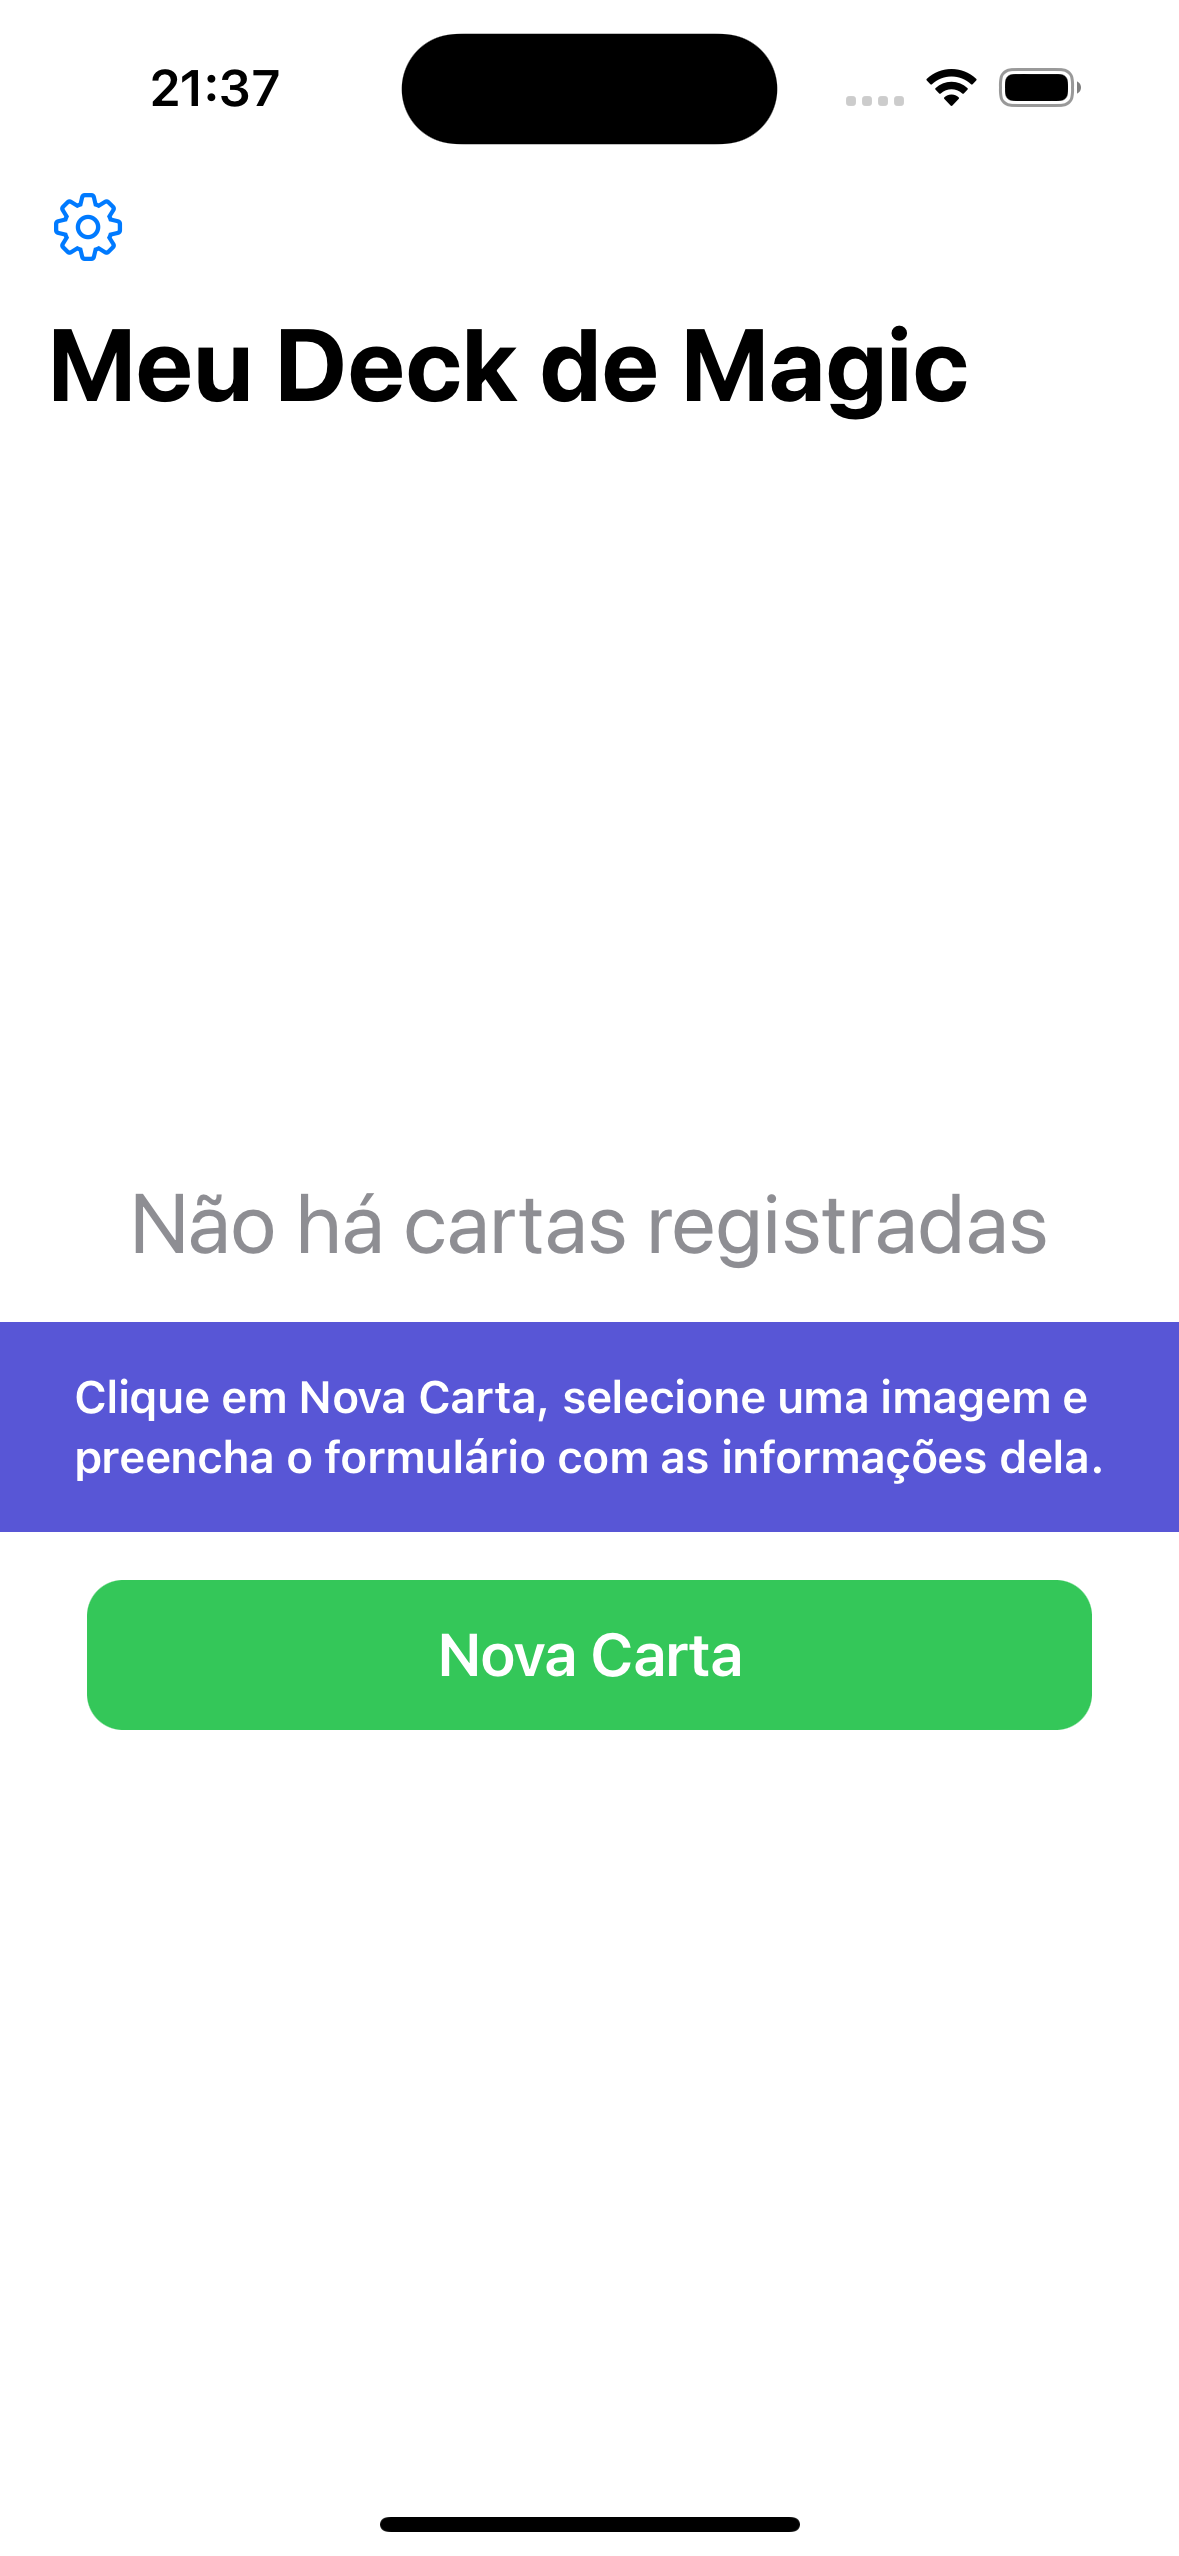 21:37
Meu Deck de Magic
Não há cartas registradas
Clique em Nova Carta, selecione uma imagem e
preencha o formulário com as informações dela.
Nova Carta